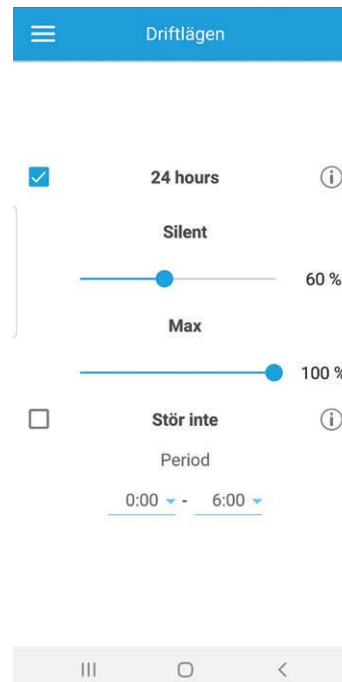 Driftlägen
24 hours
Silent
60 %
Max
100 %
Stör inte
Period
0:00 - 6:00